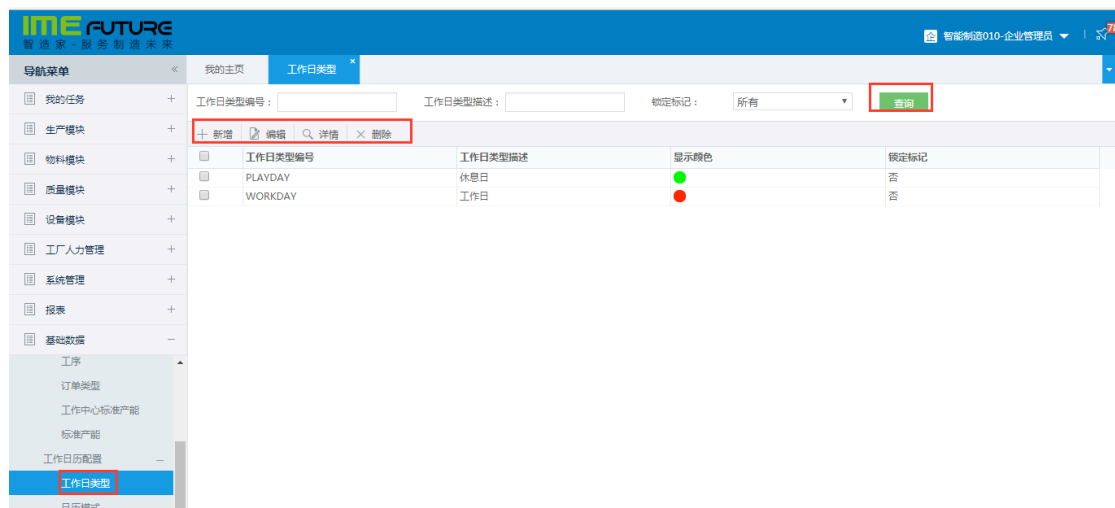 IME FUTURE
智造家-服务制造未来
智能制造010-企业管理员
导航菜单
我的主页
工作日类型
工作日类型编号：
工作日类型描述：
锁定标记：
所有
查询
新增
编辑
详情
删除
工作日类型编号
工作日类型描述
显示颜色
锁定标记
PLAYDAY
休息日
否
WORKDAY
工作日
否
我的任务
生产模块
物料模块
质量模块
设备模块
工厂人力管理
系统管理
报表
基础数据
工序
订单类型
工作中心标准产能
标准产能
工作日历配置
工作日类型
日历模式